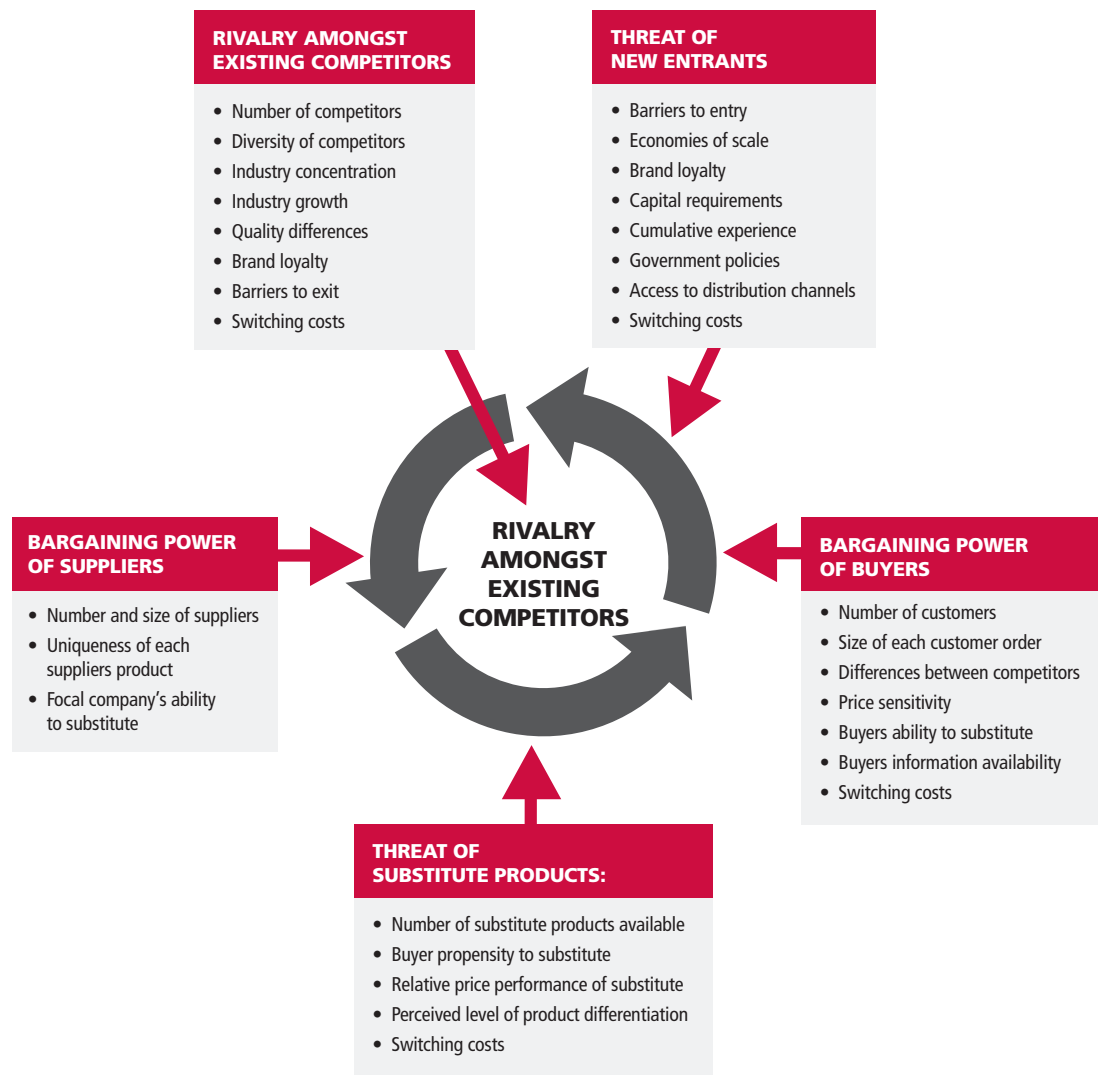 RIVALRY AMONGST
EXISTING COMPETITORS
• Number of competitors
• Diversity of competitors
• Industry concentration
• Industry growth
• Quality differences
• Brand loyalty
• Barriers to exit
• Switching costs
THREAT OF
NEW ENTRANTS
• Barriers to entry
• Economies of scale
• Brand loyalty
• Capital requirements
• Cumulative experience
• Government policies
• Access to distribution channels
• Switching costs
BARGAINING POWER
OF SUPPLIERS
• Number and size of suppliers
• Uniqueness of each
suppliers product
• Focal company's ability
to substitute
RIVALRY
AMONGST
EXISTING
COMPETITORS
BARGAINING POWER
OF BUYERS
• Number of customers
• Size of each customer order
• Differences between competitors
• Price sensitivity
• Buyers ability to substitute
• Buyers information availability
• Switching costs
THREAT OF
SUBSTITUTE PRODUCTS:
• Number of substitute products available
• Buyer propensity to substitute
• Relative price performance of substitute
• Perceived level of product differentiation
• Switching costs